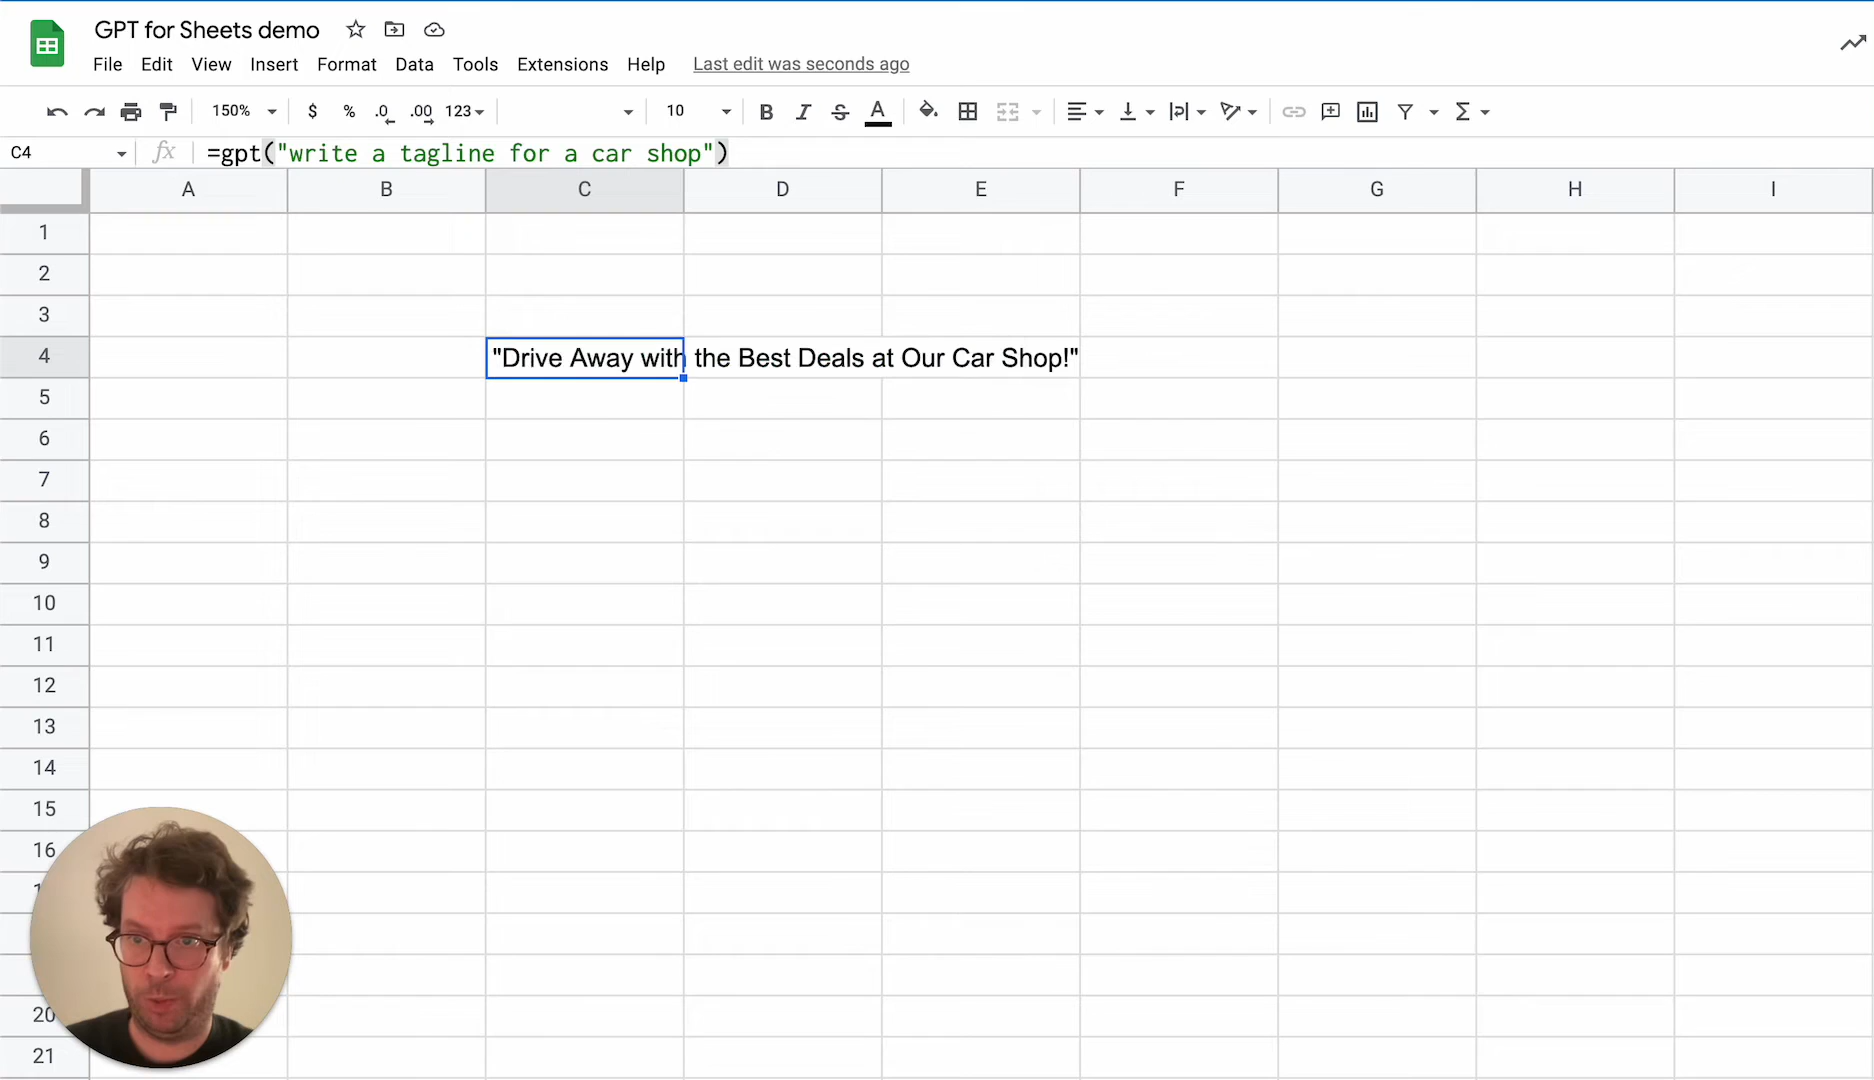 GPT for Sheets demo
File Edit View Insert Format Data Tools Extensions Help Last edit was seconds ago
150% $ % .0 .00 123 10 B I S A Σ
C4 fx =gpt("write a tagline for a car shop")
A B C D E F G H I
1
2
3
4 "Drive Away with the Best Deals at Our Car Shop!"
5
6
7
8
9
10
11
12
13
14
15
16
20
21